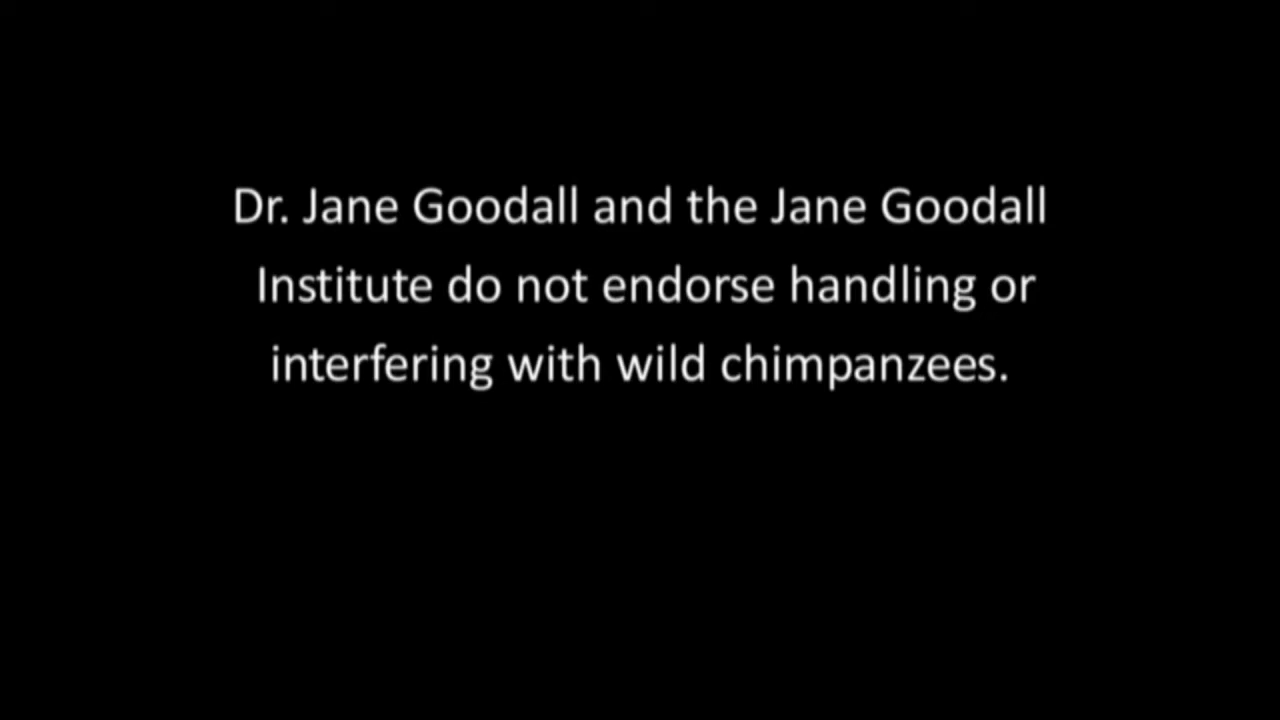 Dr. Jane Goodall and the Jane Goodall
Institute do not endorse handling or
interfering with wild chimpanzees.